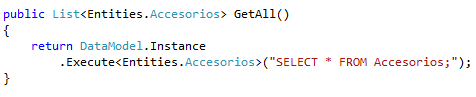 public List<Entities.Accesorios> GetAll()
{
    return DataModel.Instance
        .Execute<Entities.Accesorios>("SELECT * FROM Accesorios;");
}